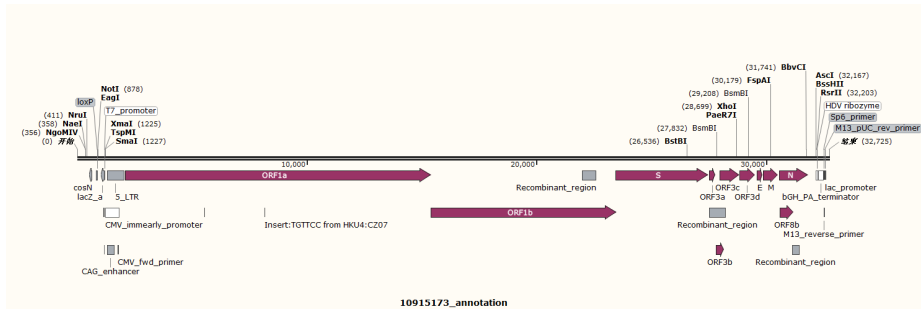 (31,741) BbvCI
AscI (32,167)
NotI (878)
(30,179) FspAI
BssHII
EagI
(29,208) BsmBI
RsrII (32,203)
loxP
T7_promoter
(28,699) XhoI
HDV ribozyme
(411) NruI
XmaI (1225)
PaeR7I
Sp6_primer
(358) NaeI
TspMI
(27,832) BsmBI
M13_pUC_rev_primer
(356) NgoMIV
SmaI (1227)
(26,536) BstBI
(0) 开始
结束 (32,725)
10,000
20,000
30,000
ORF1a
S
N
cosN
Recombinant_region
ORF3c
E
M
lac_promoter
lacZ_a
5_LTR
ORF3a
ORF3d
bGH_PA_terminator
ORF1b
CMV_immearly_promoter
Insert:TGTTCC from HKU4:CZ07
Recombinant_region
ORF8b
M13_reverse_primer
CMV_fwd_primer
ORF3b
Recombinant_region
CAG_enhancer
10915173_annotation